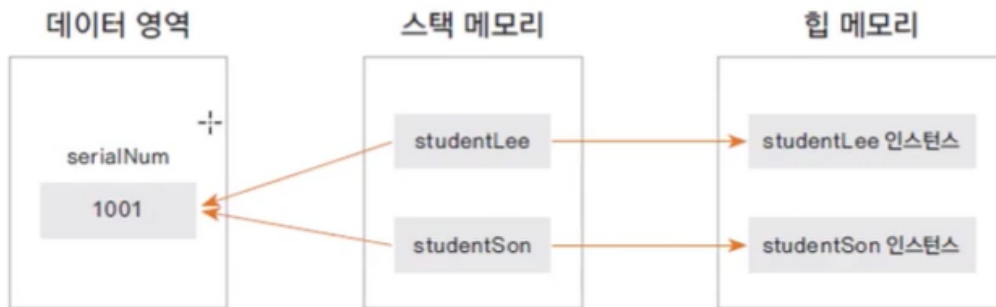 데이터 영역
스택 메모리
힙 메모리
serialNum
1001
studentLee
studentSon
studentLee 인스턴스
studentSon 인스턴스